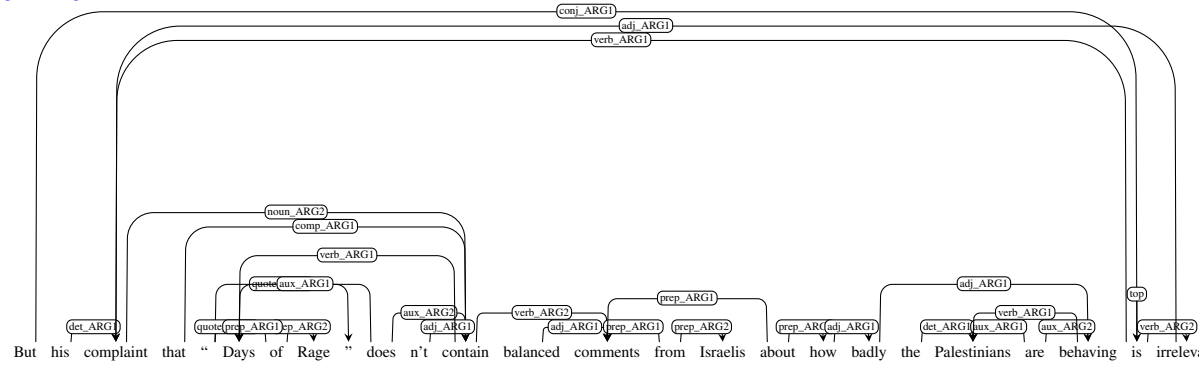 conj_ARG1
adj_ARG1
verb_ARG1
noun_ARG2
comp_ARG1
verb_ARG1
aux_ARG1 adj_ARG1
prep_ARG1 top
aux_ARG2 verb_ARG2 verb_ARG1
det_ARG1 prep_ARG1 adj_ARG1 adj_ARG1 prep_ARG1 prep_ARG2 adj_ARG1 det_ARG1 aux_ARG1 aux_ARG2 verb_ARG2
But his complaint that “ Days of Rage ” does n't contain balanced comments from Israelis about how badly the Palestinians are behaving is irreleva